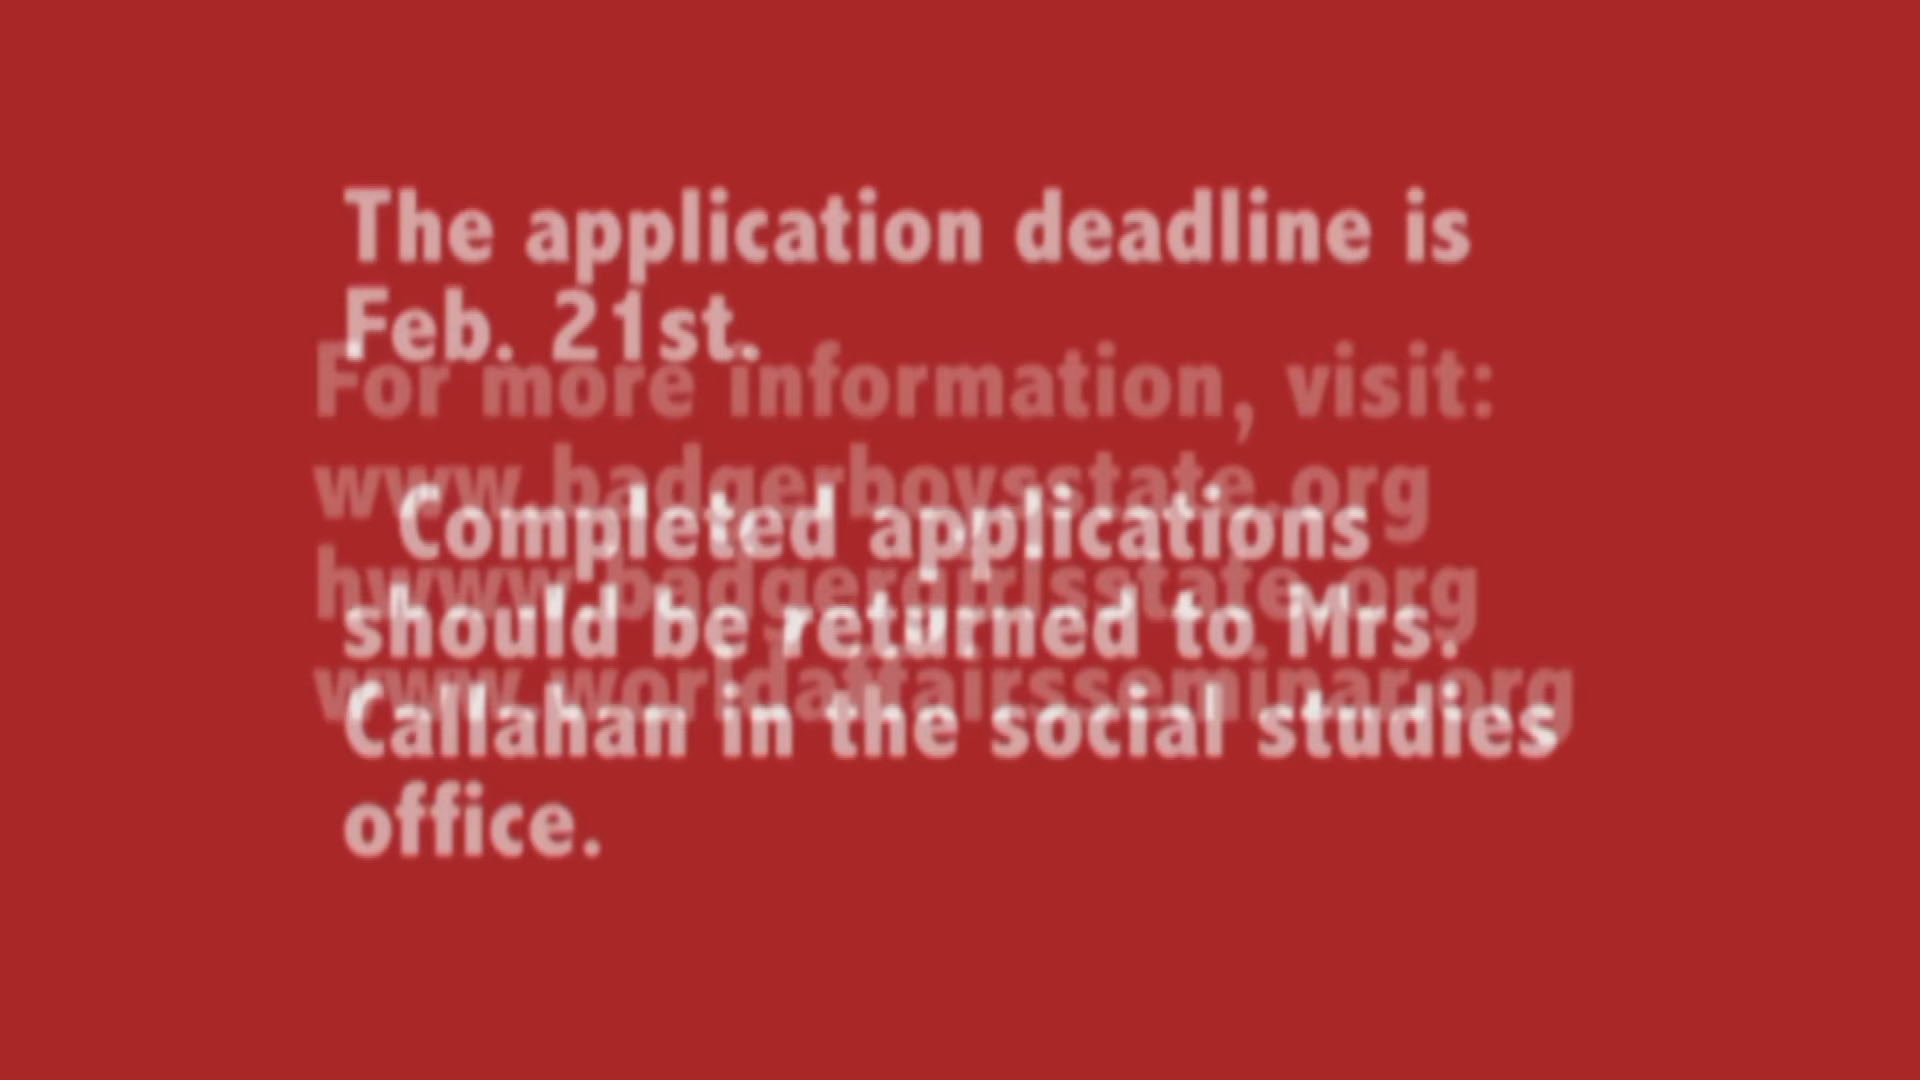 The application deadline is
Feb. 21st.
Completed applications
should be returned to Mrs.
Callahan in the social studies
office.
For more information, visit:
www.badgerboysstate.org
hwww.badgergirlsstate.org
www.worldaffairsseminar.org